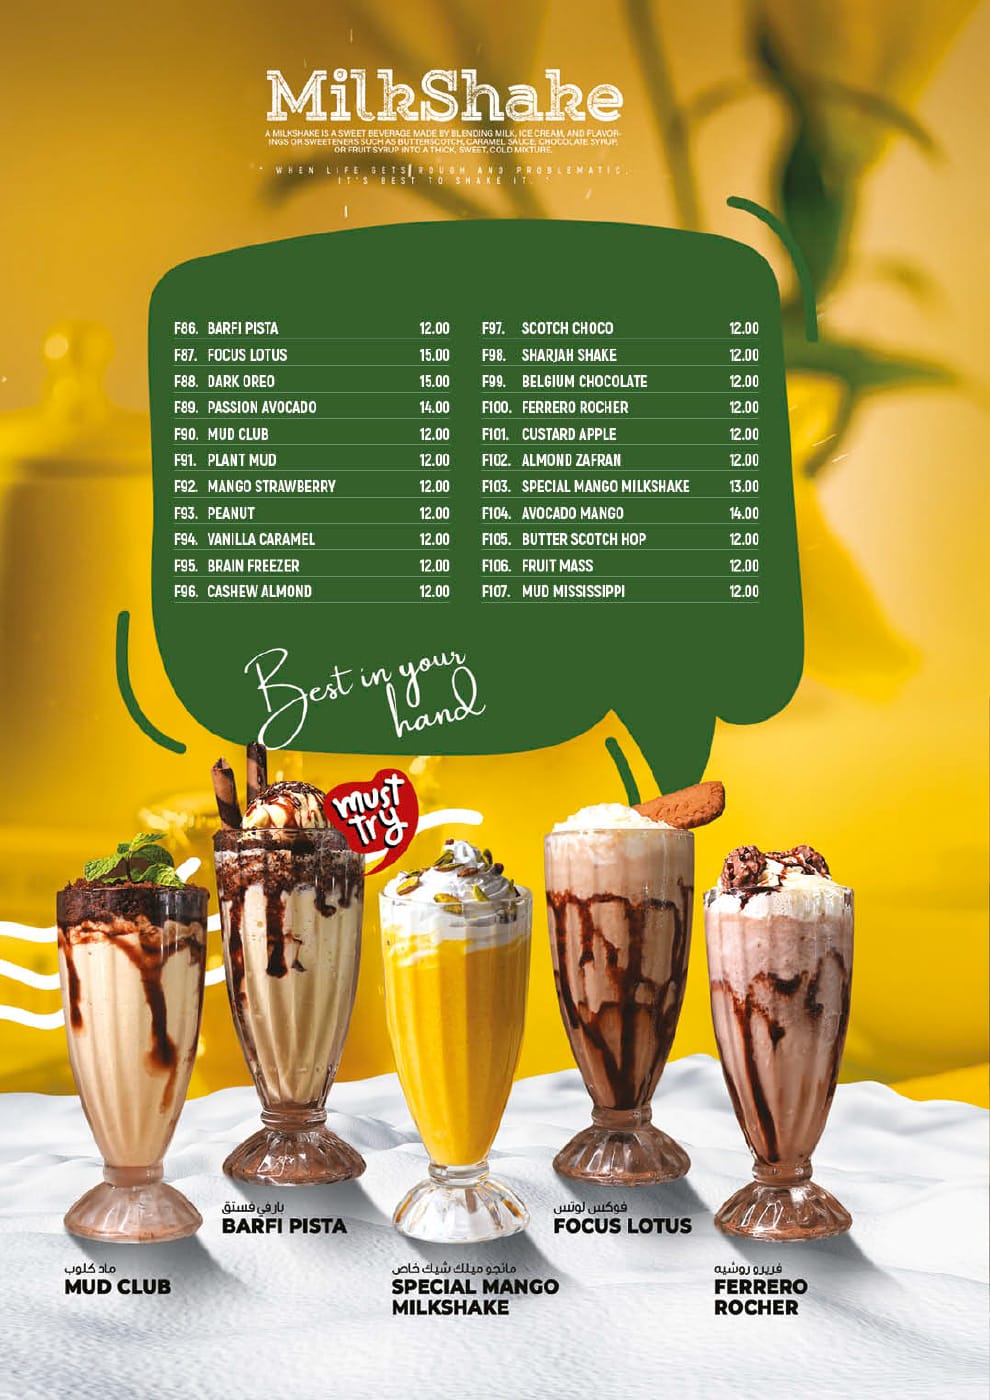 MilkShake
A MILKSHAKE IS A SWEET BEVERAGE MADE BY BLENDING MILK, ICE CREAM, AND FLAVOR-
INGS OR SWEETENERS SUCH AS BUTTERSCOTCH, CARAMEL SAUCE, CHOCOLATE SYRUP,
OR FRUIT SYRUP INTO A THICK, SWEET, COLD MIXTURE.
" WHEN LIFE GETS ROUGH AND PROBLEMATIC,
IT'S BEST TO SHAKE IT. "
F86. BARFI PISTA 12.00
F87. FOCUS LOTUS 15.00
F88. DARK OREO 15.00
F89. PASSION AVOCADO 14.00
F90. MUD CLUB 12.00
F91. PLANT MUD 12.00
F92. MANGO STRAWBERRY 12.00
F93. PEANUT 12.00
F94. VANILLA CARAMEL 12.00
F95. BRAIN FREEZER 12.00
F96. CASHEW ALMOND 12.00
F97. SCOTCH CHOCO 12.00
F98. SHARJAH SHAKE 12.00
F99. BELGIUM CHOCOLATE 12.00
F100. FERRERO ROCHER 12.00
F101. CUSTARD APPLE 12.00
F102. ALMOND ZAFRAN 12.00
F103. SPECIAL MANGO MILKSHAKE 13.00
F104. AVOCADO MANGO 14.00
F105. BUTTER SCOTCH HOP 12.00
F106. FRUIT MASS 12.00
F107. MUD MISSISSIPPI 12.00
Best in your
hand
must
try
بارفي فستق
BARFI PISTA
فوكس لوتس
FOCUS LOTUS
ماد كلوب
MUD CLUB
مانجو ميلك شيك خاص
SPECIAL MANGO
MILKSHAKE
فريرو روشيه
FERRERO
ROCHER